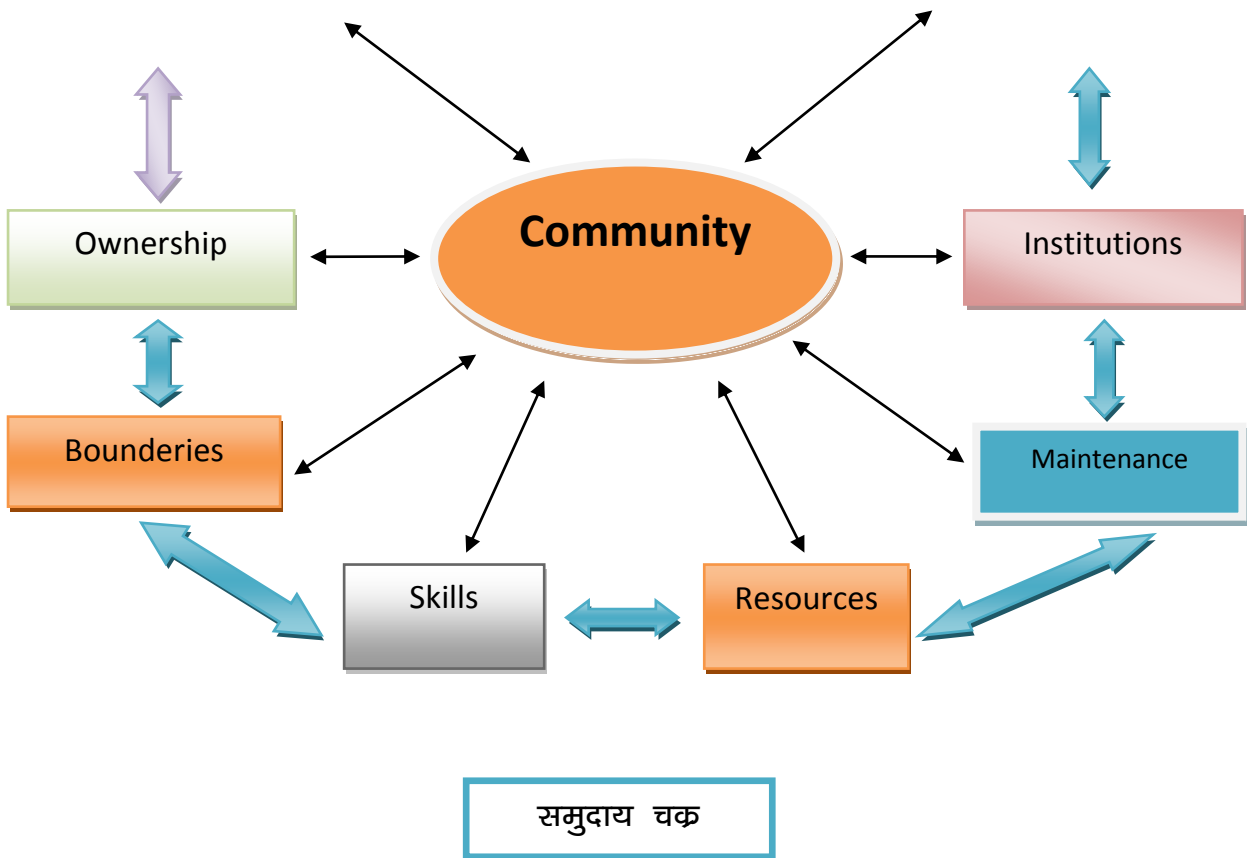 Community
Ownership
Institutions
Bounderies
Maintenance
Skills
Resources
समुदाय चक्र